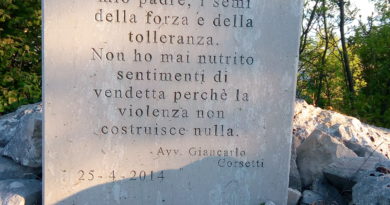 mio padre, i semi
della forza e della
tolleranza.
Non ho mai nutrito
sentimenti di
vendetta perchè la
violenza non
costruisce nulla.
Avv. Giancarlo
Corsetti
25-4-2014